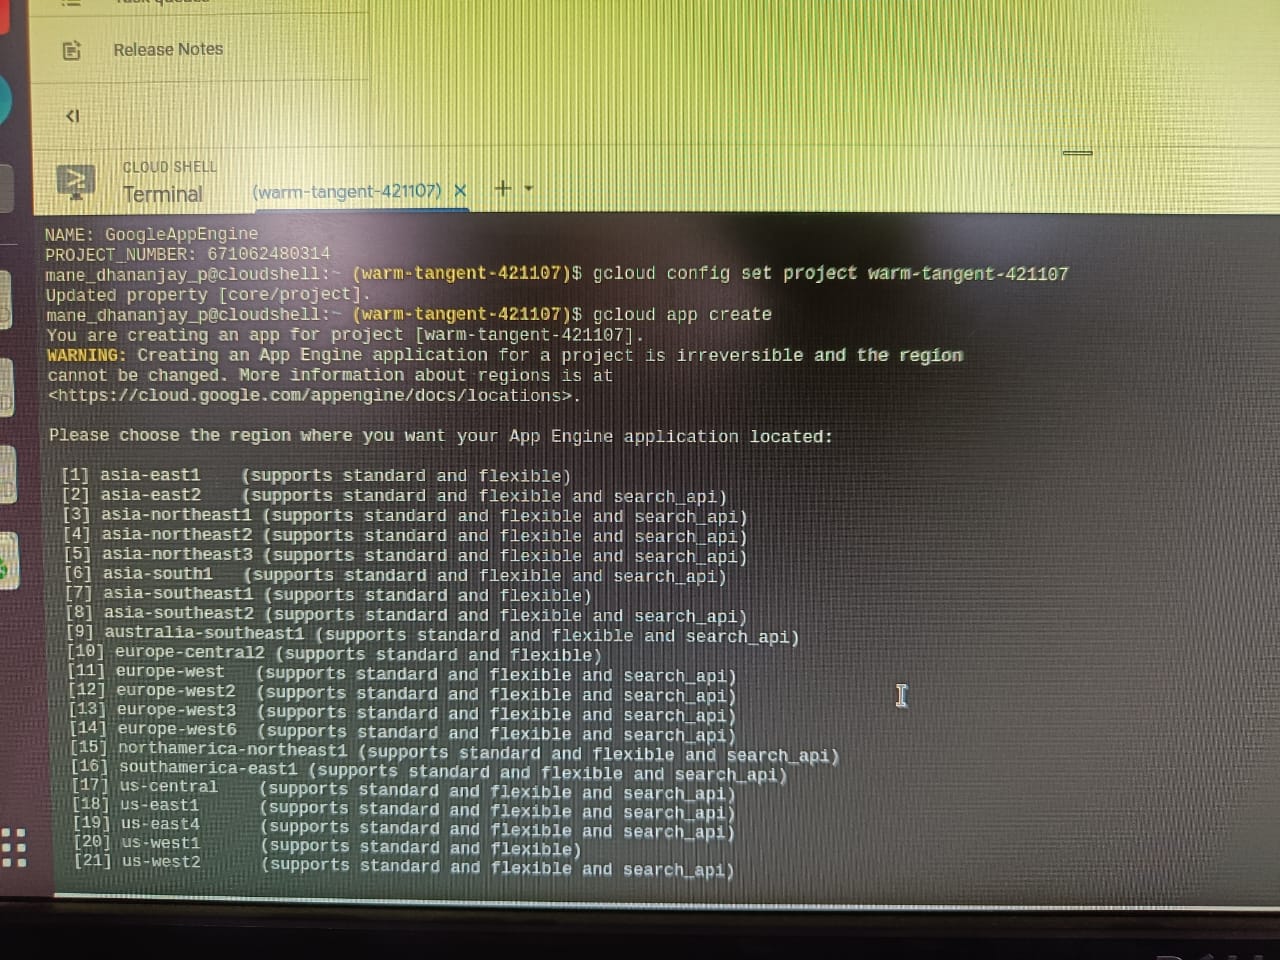 Release Notes
CLOUD SHELL
Terminal
(warm-tangent-421107) × +
NAME: GoogleAppEngine
PROJECT_NUMBER: 671062480314
mane_dhananjay_p@cloudshell:~ (warm-tangent-421107)$ gcloud config set project warm-tangent-421107
Updated property [core/project].
mane_dhananjay_p@cloudshell:~ (warm-tangent-421107)$ gcloud app create
You are creating an app for project [warm-tangent-421107].
WARNING: Creating an App Engine application for a project is irreversible and the region
cannot be changed. More information about regions is at
<https://cloud.google.com/appengine/docs/locations>.
Please choose the region where you want your App Engine application located:
[1] asia-east1 (supports standard and flexible)
[2] asia-east2 (supports standard and flexible and search_api)
[3] asia-northeast1 (supports standard and flexible and search_api)
[4] asia-northeast2 (supports standard and flexible and search_api)
[5] asia-northeast3 (supports standard and flexible and search_api)
[6] asia-south1 (supports standard and flexible and search_api)
[7] asia-southeast1 (supports standard and flexible)
[8] asia-southeast2 (supports standard and flexible and search_api)
[9] australia-southeast1 (supports standard and flexible and search_api)
[10] europe-central2 (supports standard and flexible)
[11] europe-west (supports standard and flexible and search_api)
[12] europe-west2 (supports standard and flexible and search_api)
[13] europe-west3 (supports standard and flexible and search_api)
[14] europe-west6 (supports standard and flexible and search_api)
[15] northamerica-northeast1 (supports standard and flexible and search_api)
[16] southamerica-east1 (supports standard and flexible and search_api)
[17] us-central (supports standard and flexible and search_api)
[18] us-east1 (supports standard and flexible and search_api)
[19] us-east4 (supports standard and flexible and search_api)
[20] us-west1 (supports standard and flexible)
[21] us-west2 (supports standard and flexible and search_api)